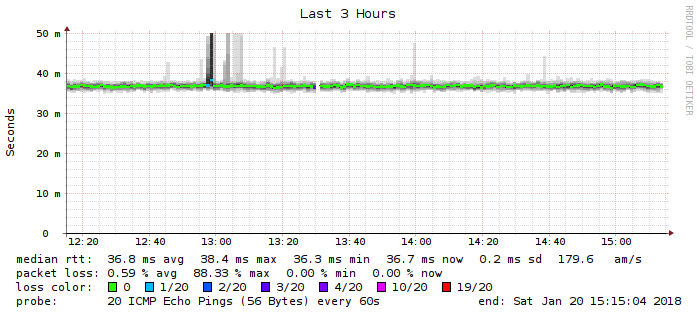 Last 3 Hours
RRDTOOL / TOBI OETIKER
Seconds
50 m
40 m
30 m
20 m
10 m
0
12:20 12:40 13:00 13:20 13:40 14:00 14:20 14:40 15:00
median rtt: 36.8 ms avg 38.4 ms max 36.3 ms min 36.7 ms now 0.2 ms sd 179.6 am/s
packet loss: 0.59 % avg 88.33 % max 0.00 % min 0.00 % now
loss color: 0 1/20 2/20 3/20 4/20 10/20 19/20
probe: 20 ICMP Echo Pings (56 Bytes) every 60s end: Sat Jan 20 15:15:04 2018